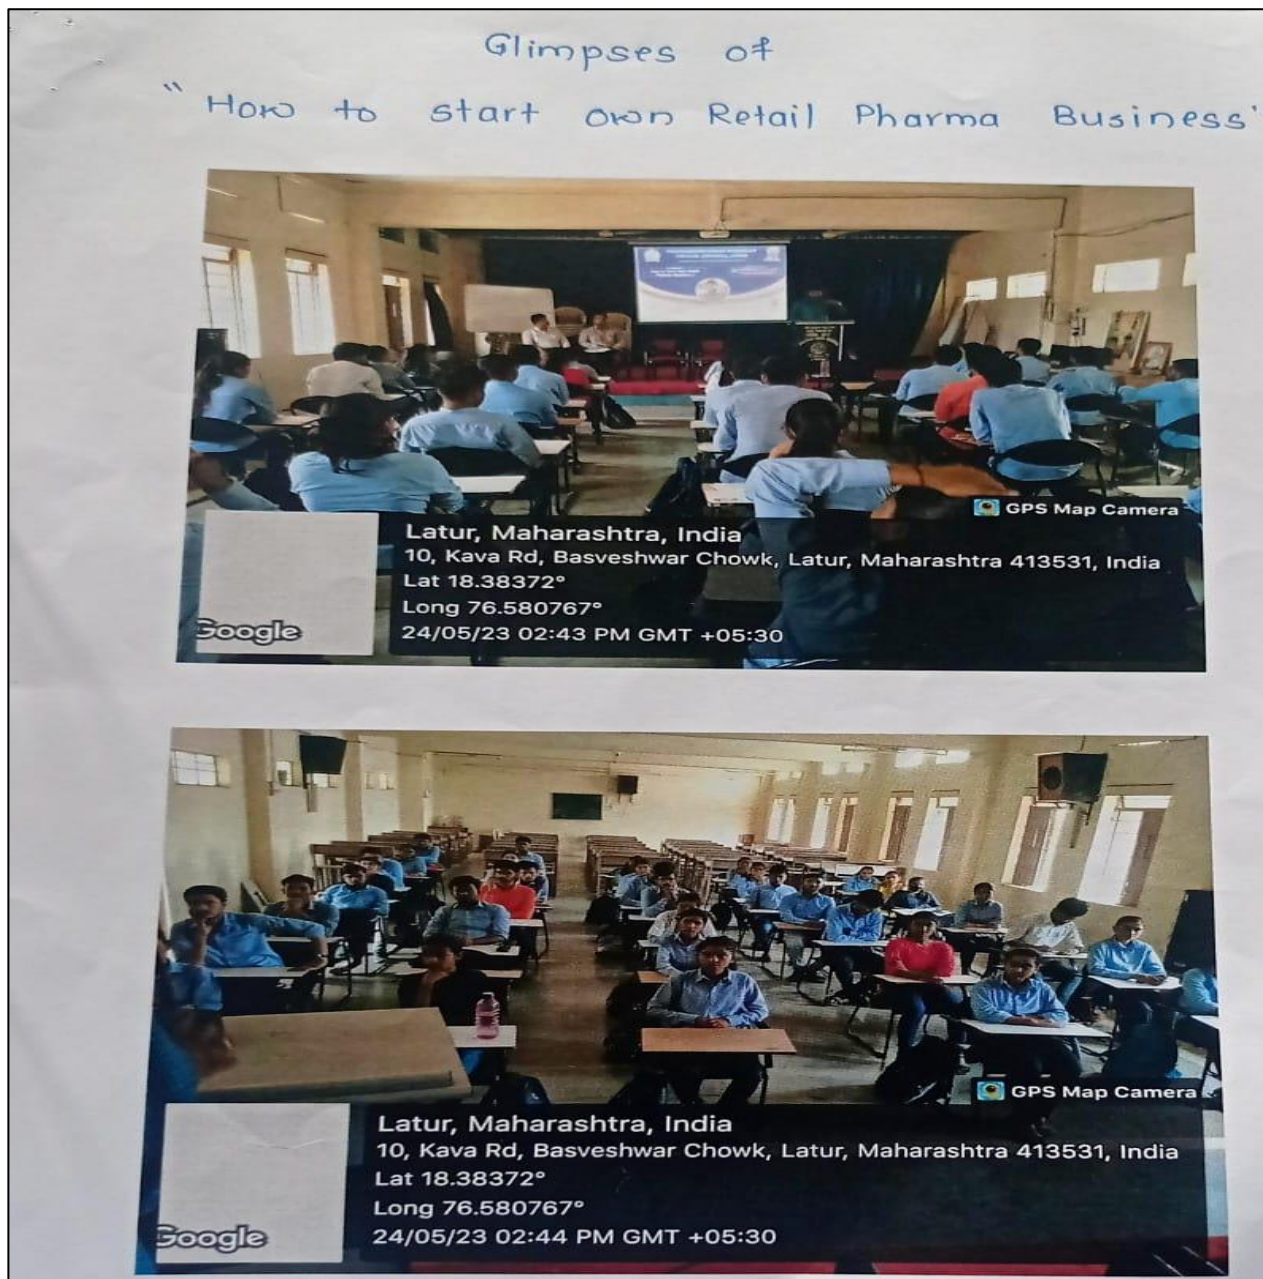 Glimpses of
"How to start own Retail Pharma Business"
GPS Map Camera
Latur, Maharashtra, India
10, Kava Rd, Basveshwar Chowk, Latur, Maharashtra 413531, India
Lat 18.38372°
Long 76.580767°
24/05/23 02:43 PM GMT +05:30
Google
GPS Map Camera
Latur, Maharashtra, India
10, Kava Rd, Basveshwar Chowk, Latur, Maharashtra 413531, India
Lat 18.38372°
Long 76.580767°
24/05/23 02:44 PM GMT +05:30
Google